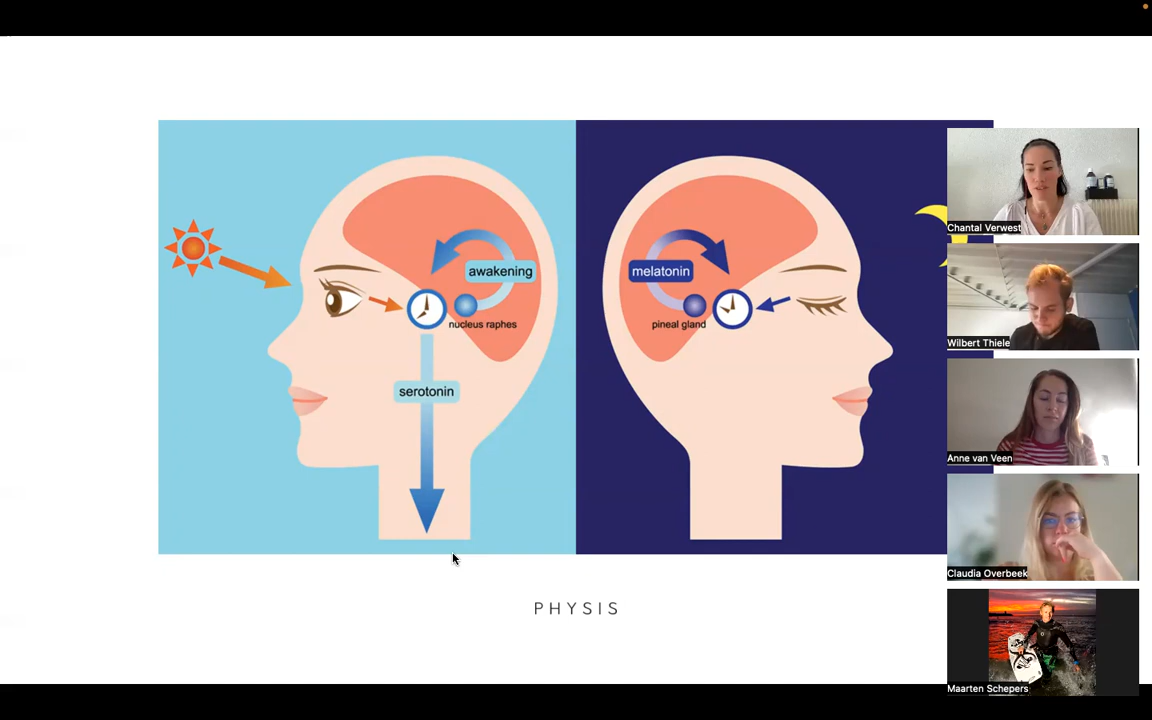 awakening
nucleus raphes
serotonin
melatonin
pineal gland
PHYSIS
Chantal Verwest
Wilbert Thiele
Anne van Veen
Claudia Overbeek
Maarten Schepers